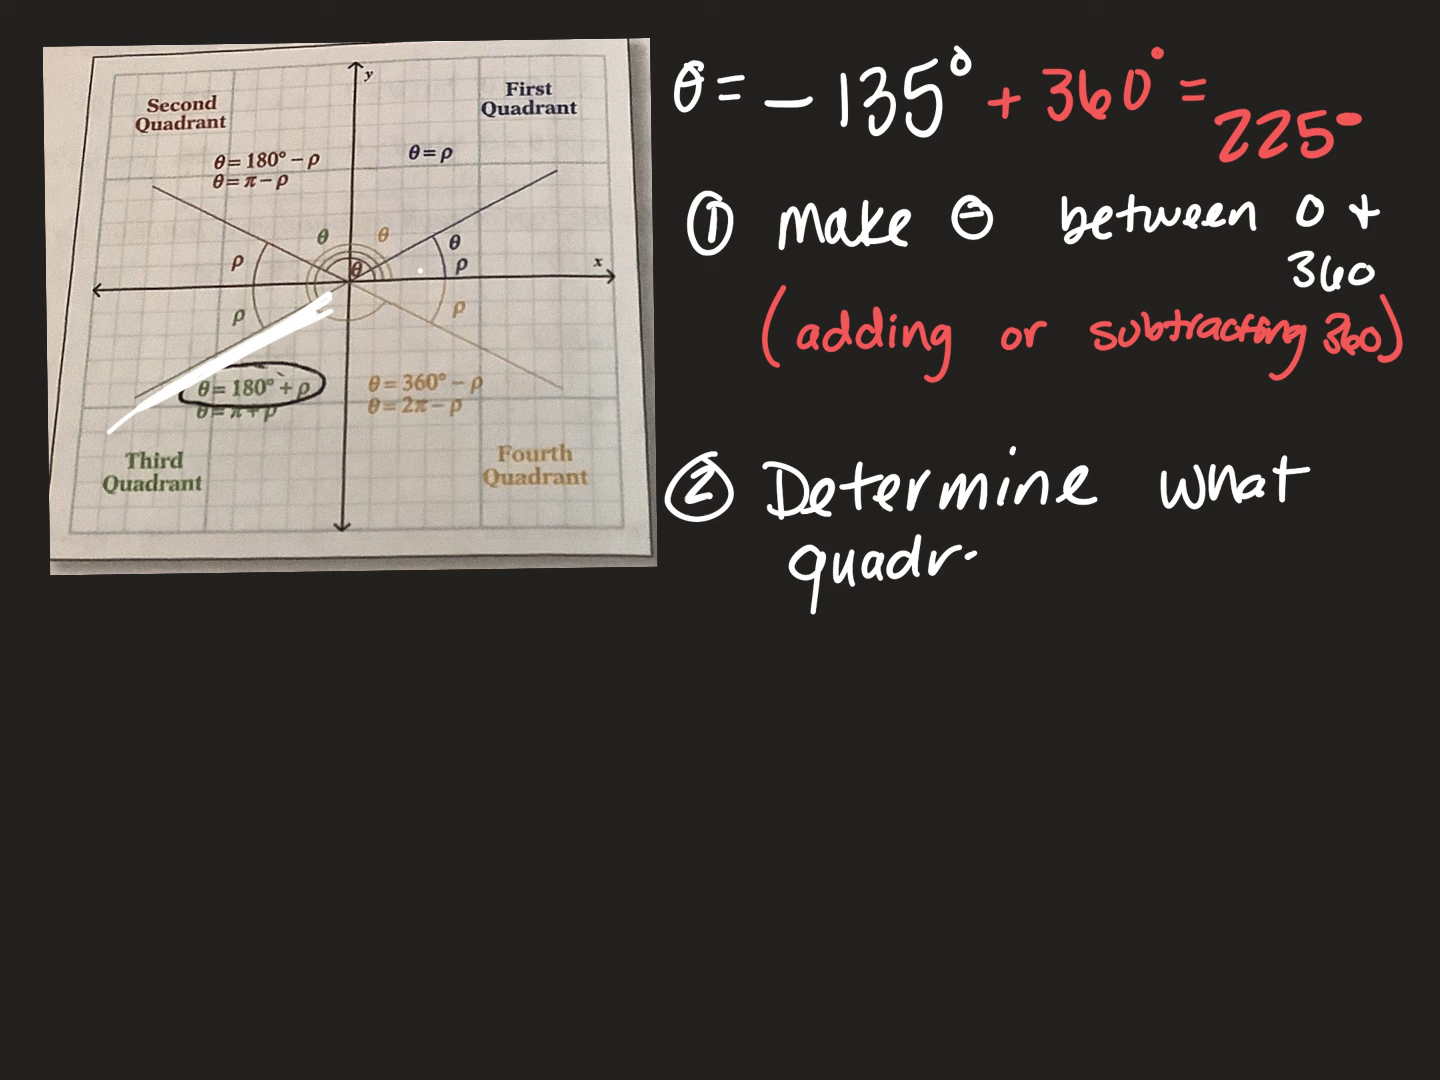 y
First
Quadrant
Second
Quadrant
θ = 180° − ρ
θ = π − ρ
θ = ρ
θ
θ
θ
ρ
x
ρ
θ
ρ
ρ
θ = 180° + ρ
θ = π + ρ
θ = 360° − ρ
θ = 2π − ρ
Third
Quadrant
Fourth
Quadrant
θ = − 135° + 360° =
225°
① make θ between 0 +
360
(adding or subtracting 360)
② Determine what
quadr